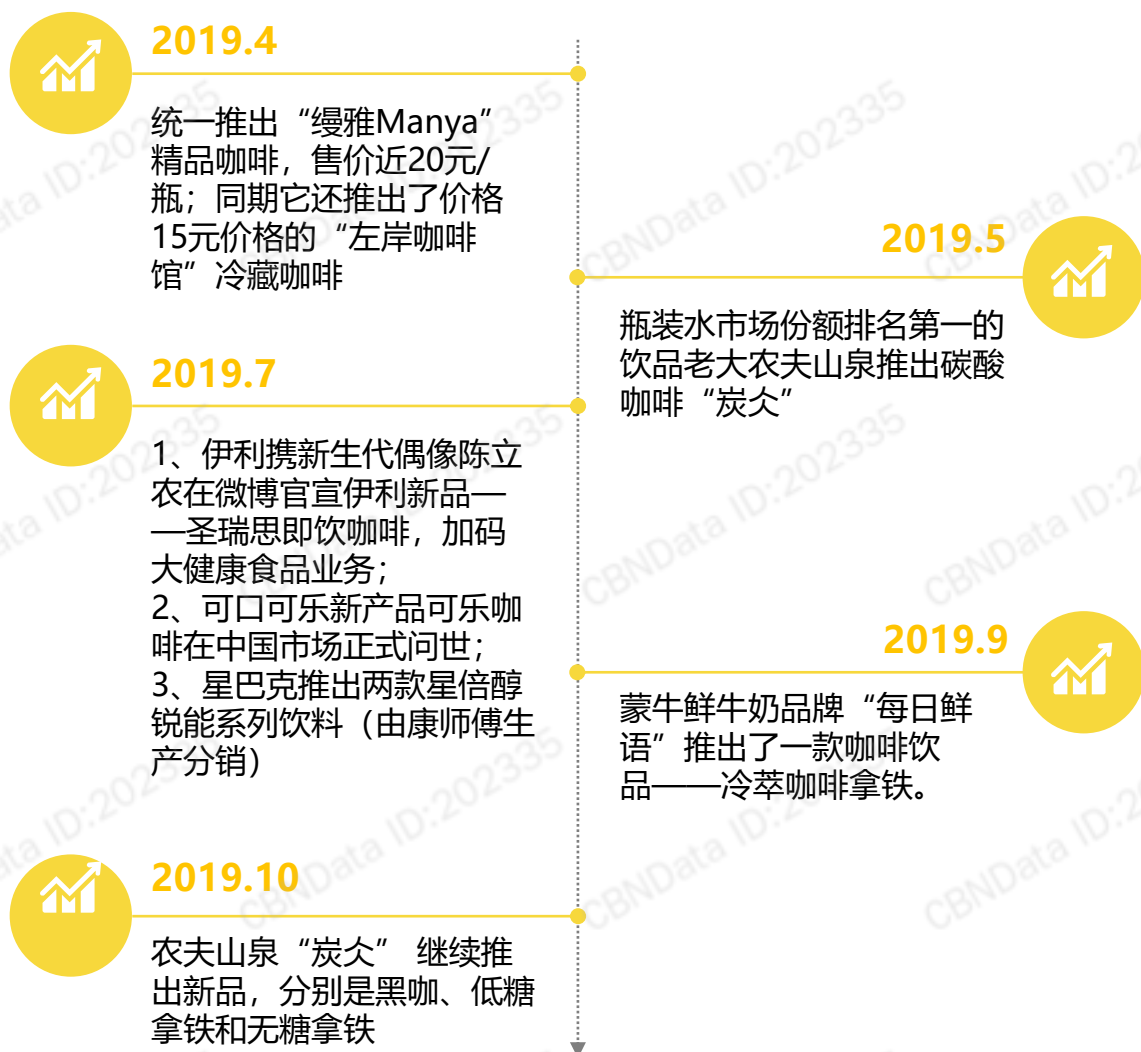 2019.4
统一推出“缦雅Manya”
精品咖啡，售价近20元/
瓶；同期它还推出了价格
15元价格的“左岸咖啡
馆”冷藏咖啡
2019.5
瓶装水市场份额排名第一的
饮品老大农夫山泉推出碳酸
咖啡“炭仌”
2019.7
1、伊利携新生代偶像陈立
农在微博官宣伊利新品—
—圣瑞思即饮咖啡，加码
大健康食品业务；
2、可口可乐新产品可乐咖
啡在中国市场正式问世；
3、星巴克推出两款星倍醇
锐能系列饮料（由康师傅生
产分销）
2019.9
蒙牛鲜牛奶品牌“每日鲜
语”推出了一款咖啡饮
品——冷萃咖啡拿铁。
2019.10
农夫山泉“炭仌” 继续推
出新品，分别是黑咖、低糖
拿铁和无糖拿铁
CBNData ID:202335